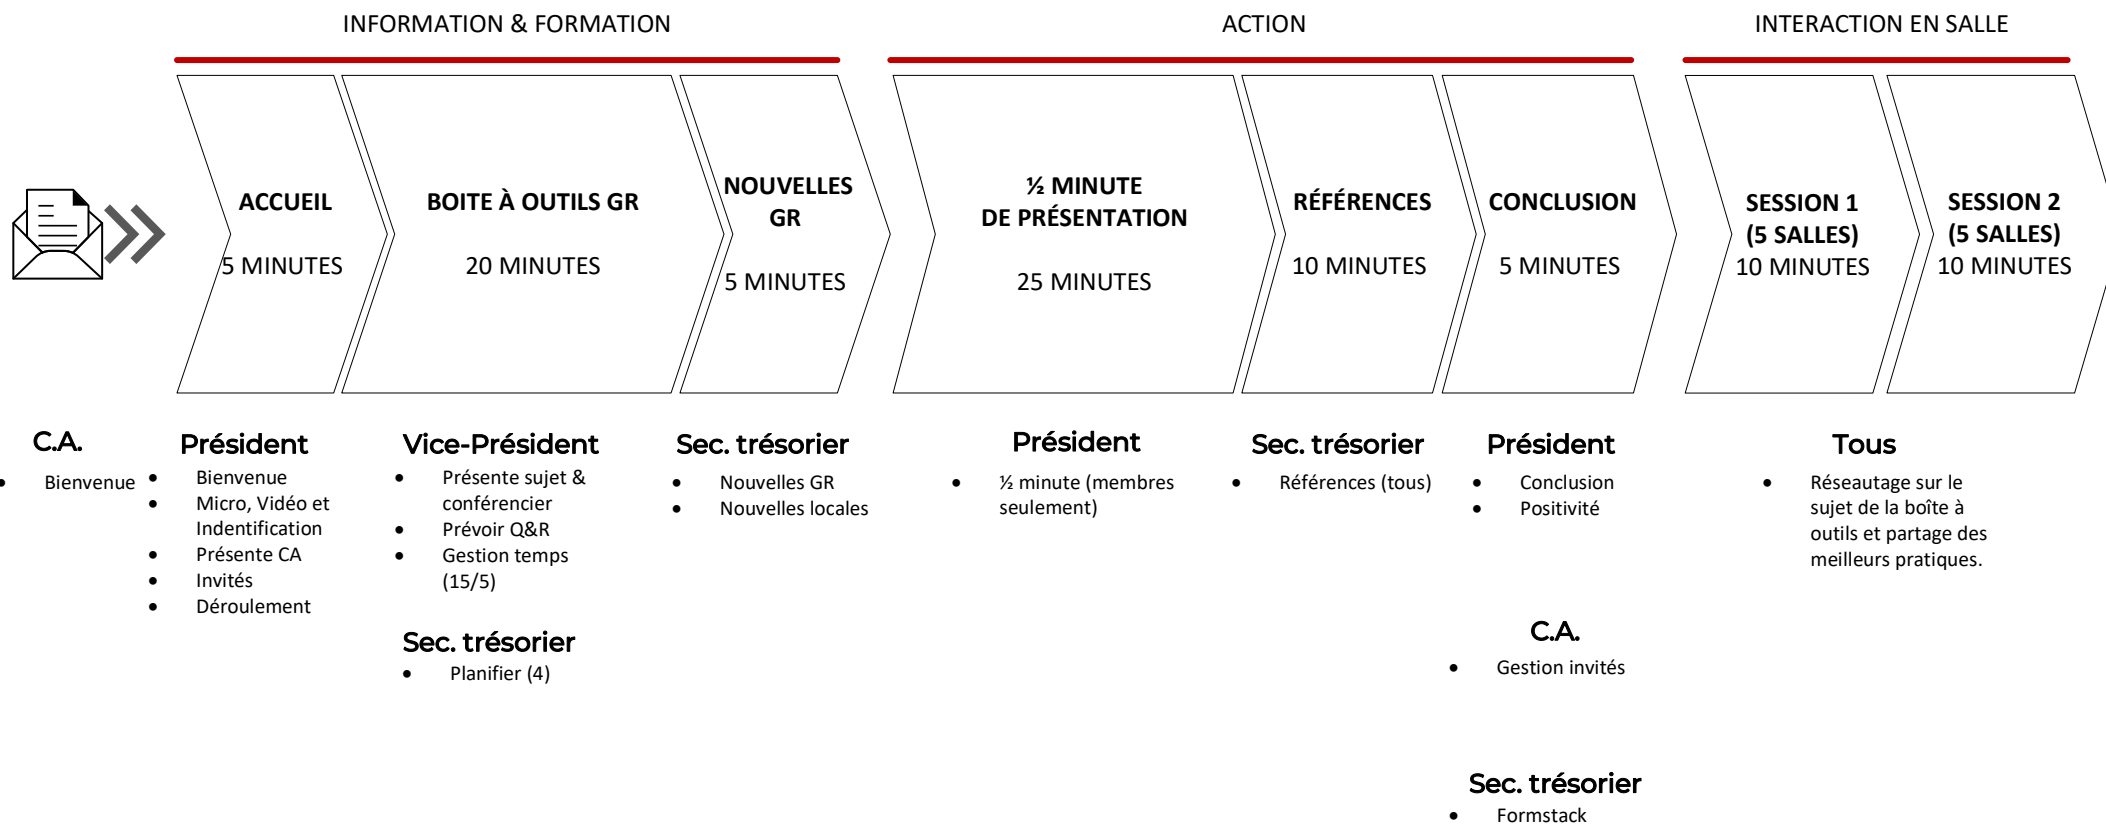 INFORMATION & FORMATION
ACTION
INTERACTION EN SALLE
ACCUEIL
5 MINUTES
BOITE À OUTILS GR
20 MINUTES
NOUVELLES
GR
5 MINUTES
½ MINUTE
DE PRÉSENTATION
25 MINUTES
RÉFÉRENCES
10 MINUTES
CONCLUSION
5 MINUTES
SESSION 1
(5 SALLES)
10 MINUTES
SESSION 2
(5 SALLES)
10 MINUTES
C.A.
• Bienvenue
Président
• Bienvenue
• Micro, Vidéo et
Indentification
• Présente CA
• Invités
• Déroulement
Vice-Président
• Présente sujet &
conférencier
• Prévoir Q&R
• Gestion temps
(15/5)
Sec. trésorier
• Planifier (4)
Sec. trésorier
• Nouvelles GR
• Nouvelles locales
Président
• ½ minute (membres
seulement)
Sec. trésorier
• Références (tous)
Président
• Conclusion
• Positivité
C.A.
• Gestion invités
Sec. trésorier
• Formstack
Tous
• Réseautage sur le
sujet de la boîte à
outils et partage des
meilleurs pratiques.